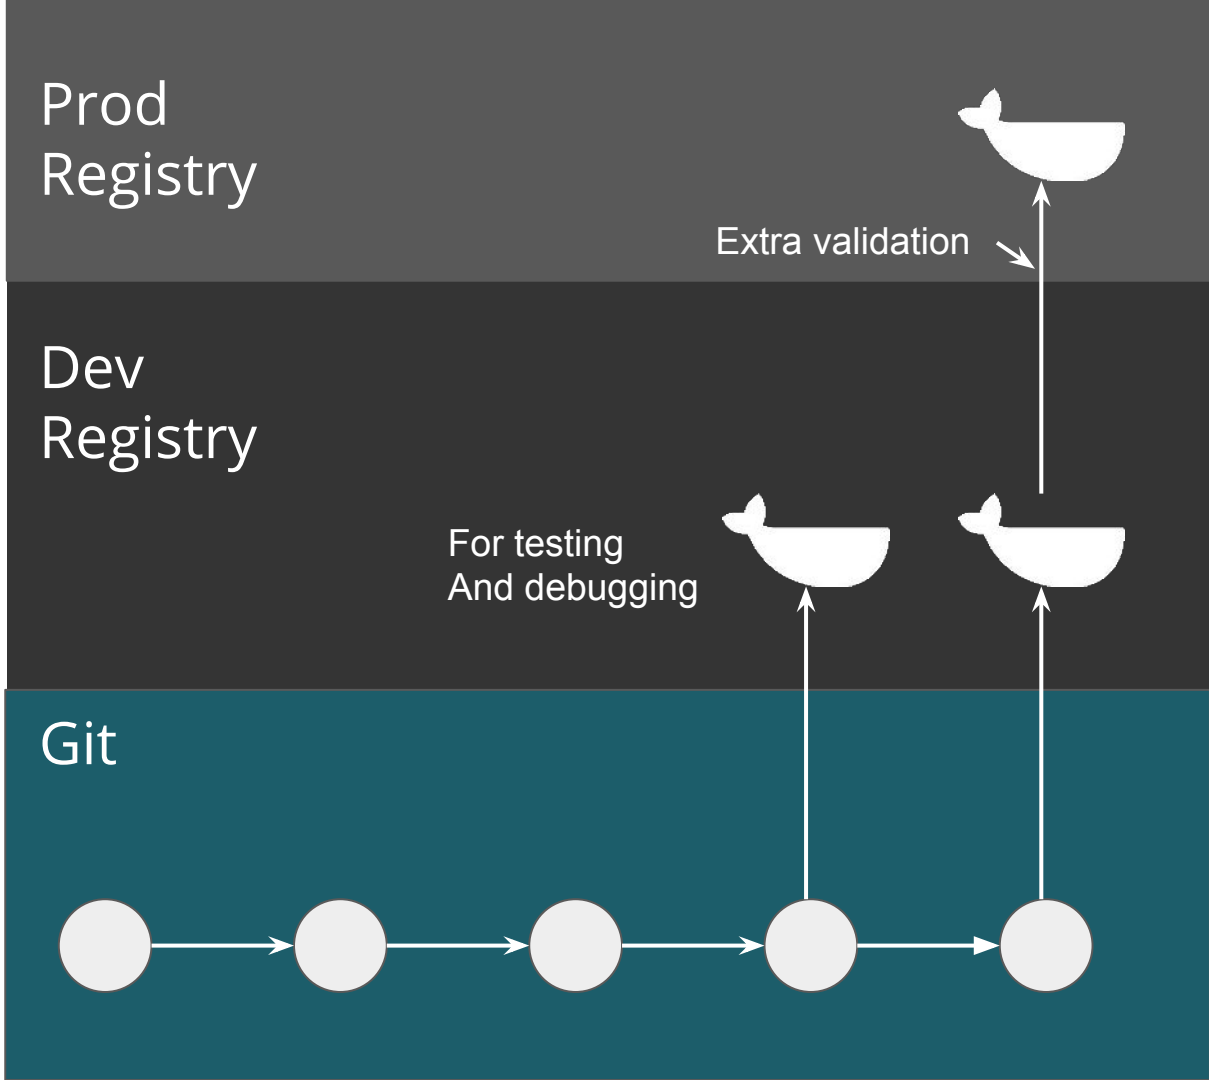 Prod
Registry
Extra validation
Dev
Registry
For testing
And debugging
Git